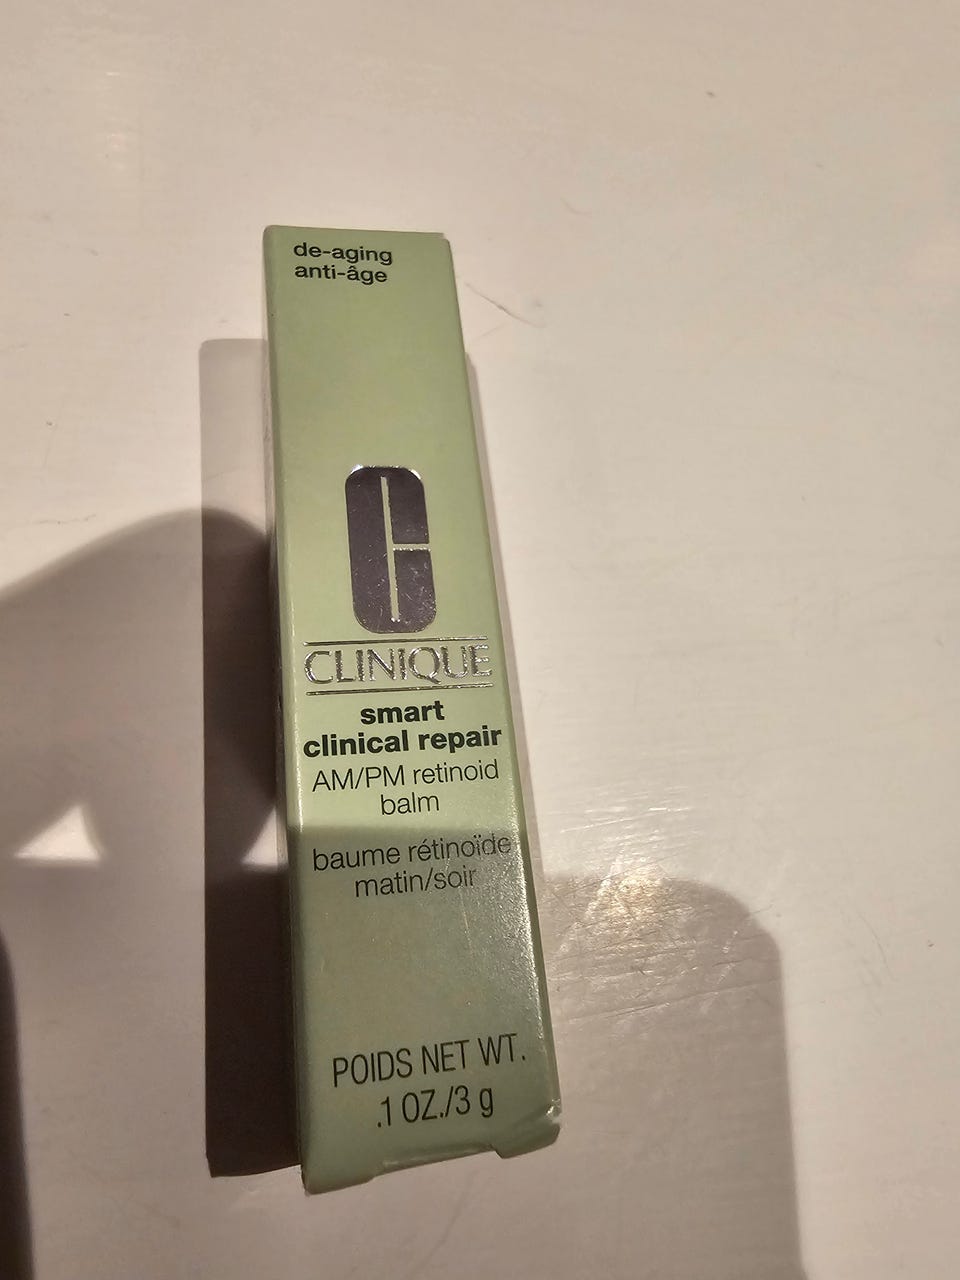 de-aging
anti-âge
CLINIQUE
smart
clinical repair
AM/PM retinoid
balm
baume rétinoïde
matin/soir
POIDS NET WT.
.1 OZ./3 g